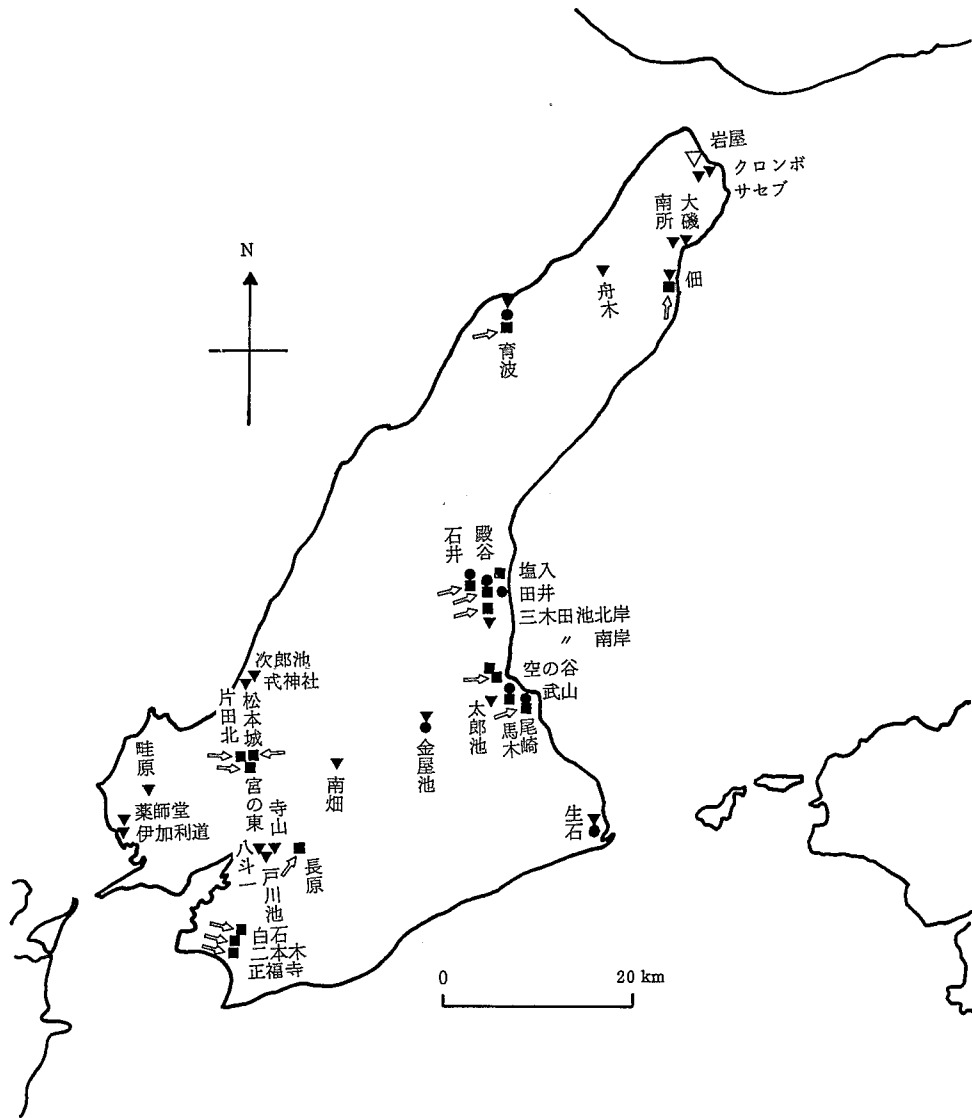 岩屋
クロンボ
サセブ
大磯
南所
N
佃
舟木
育波
殿谷
石井
塩入
田井
三木田池北岸
〃 南岸
次郎池
弐神社
空の谷
武山
松本城
片田北
尾崎
馬木
太郎池
畦原
金屋池
南畑
宮の東
寺山
薬師堂
伊加利道
生石
八斗一
長原
戸川池
白石
二本木
正福寺
0 20 km